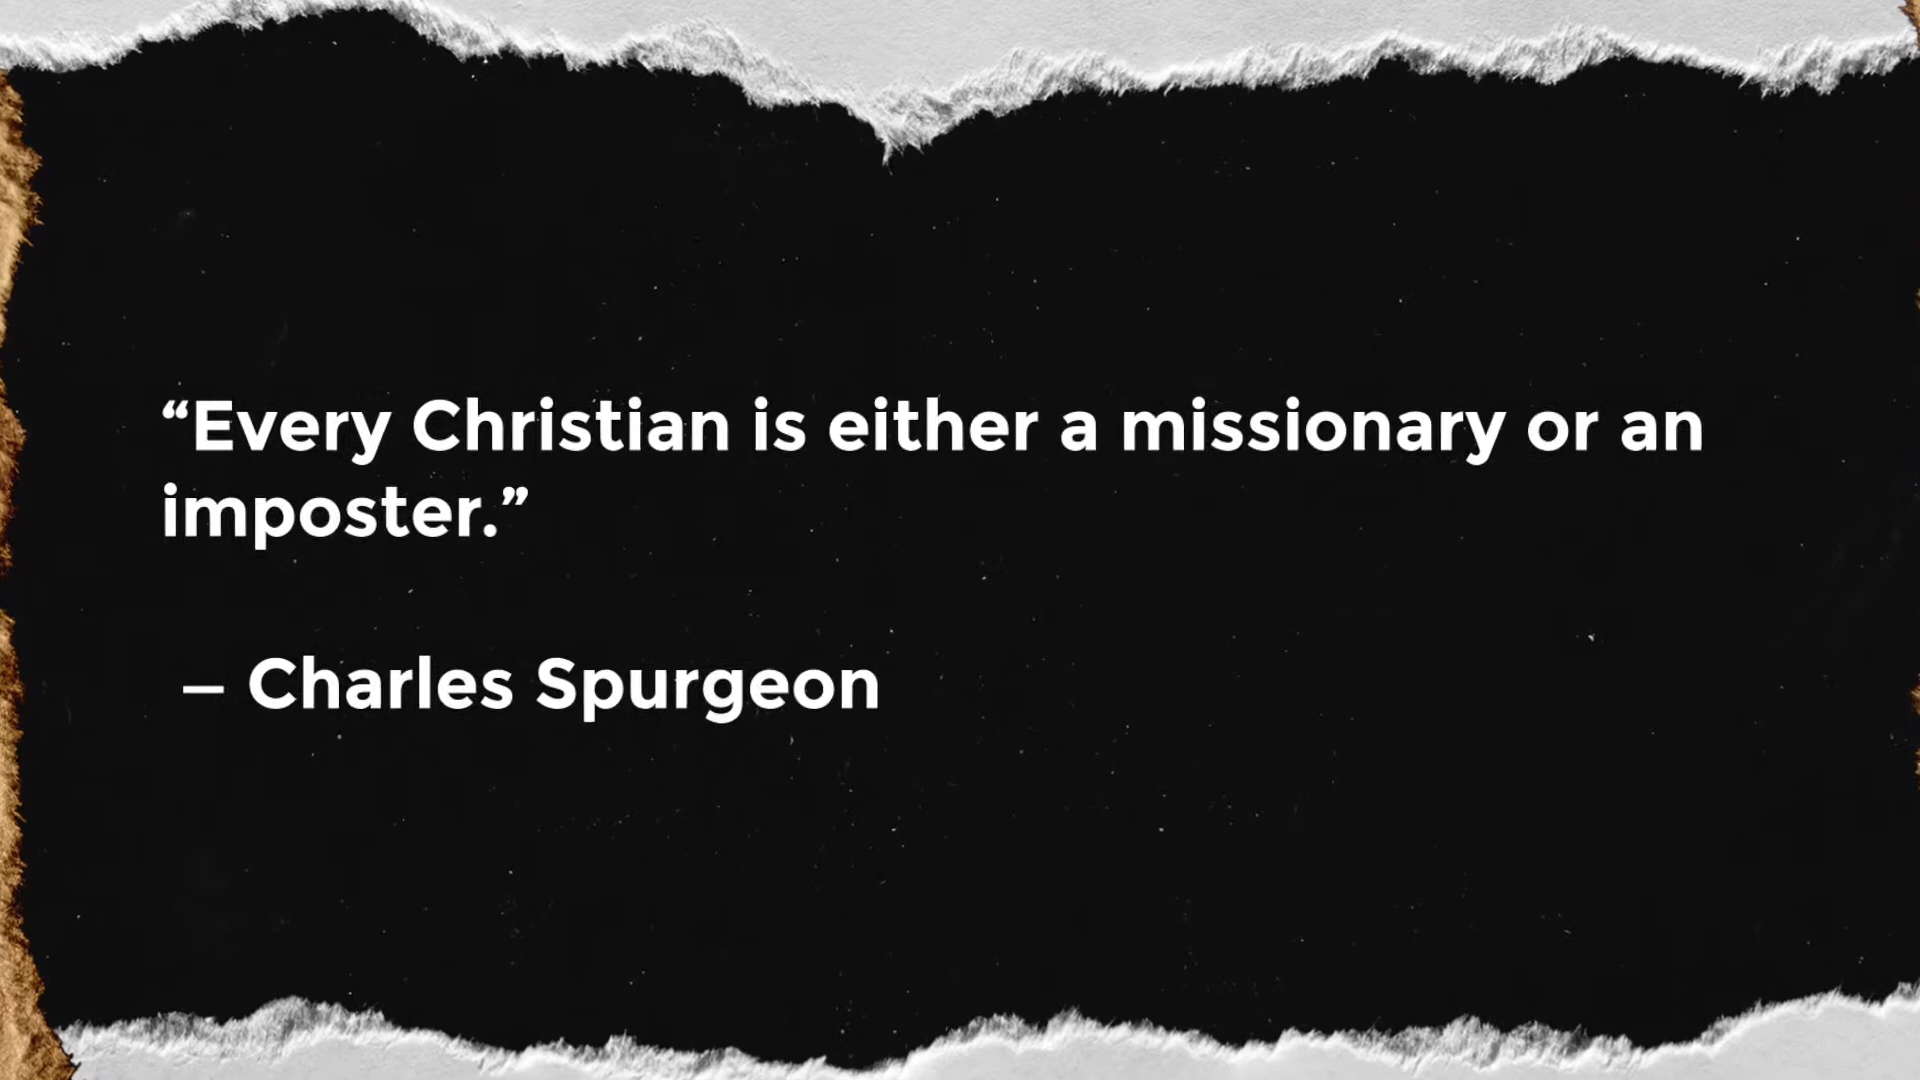 “Every Christian is either a missionary or an
imposter.”
– Charles Spurgeon